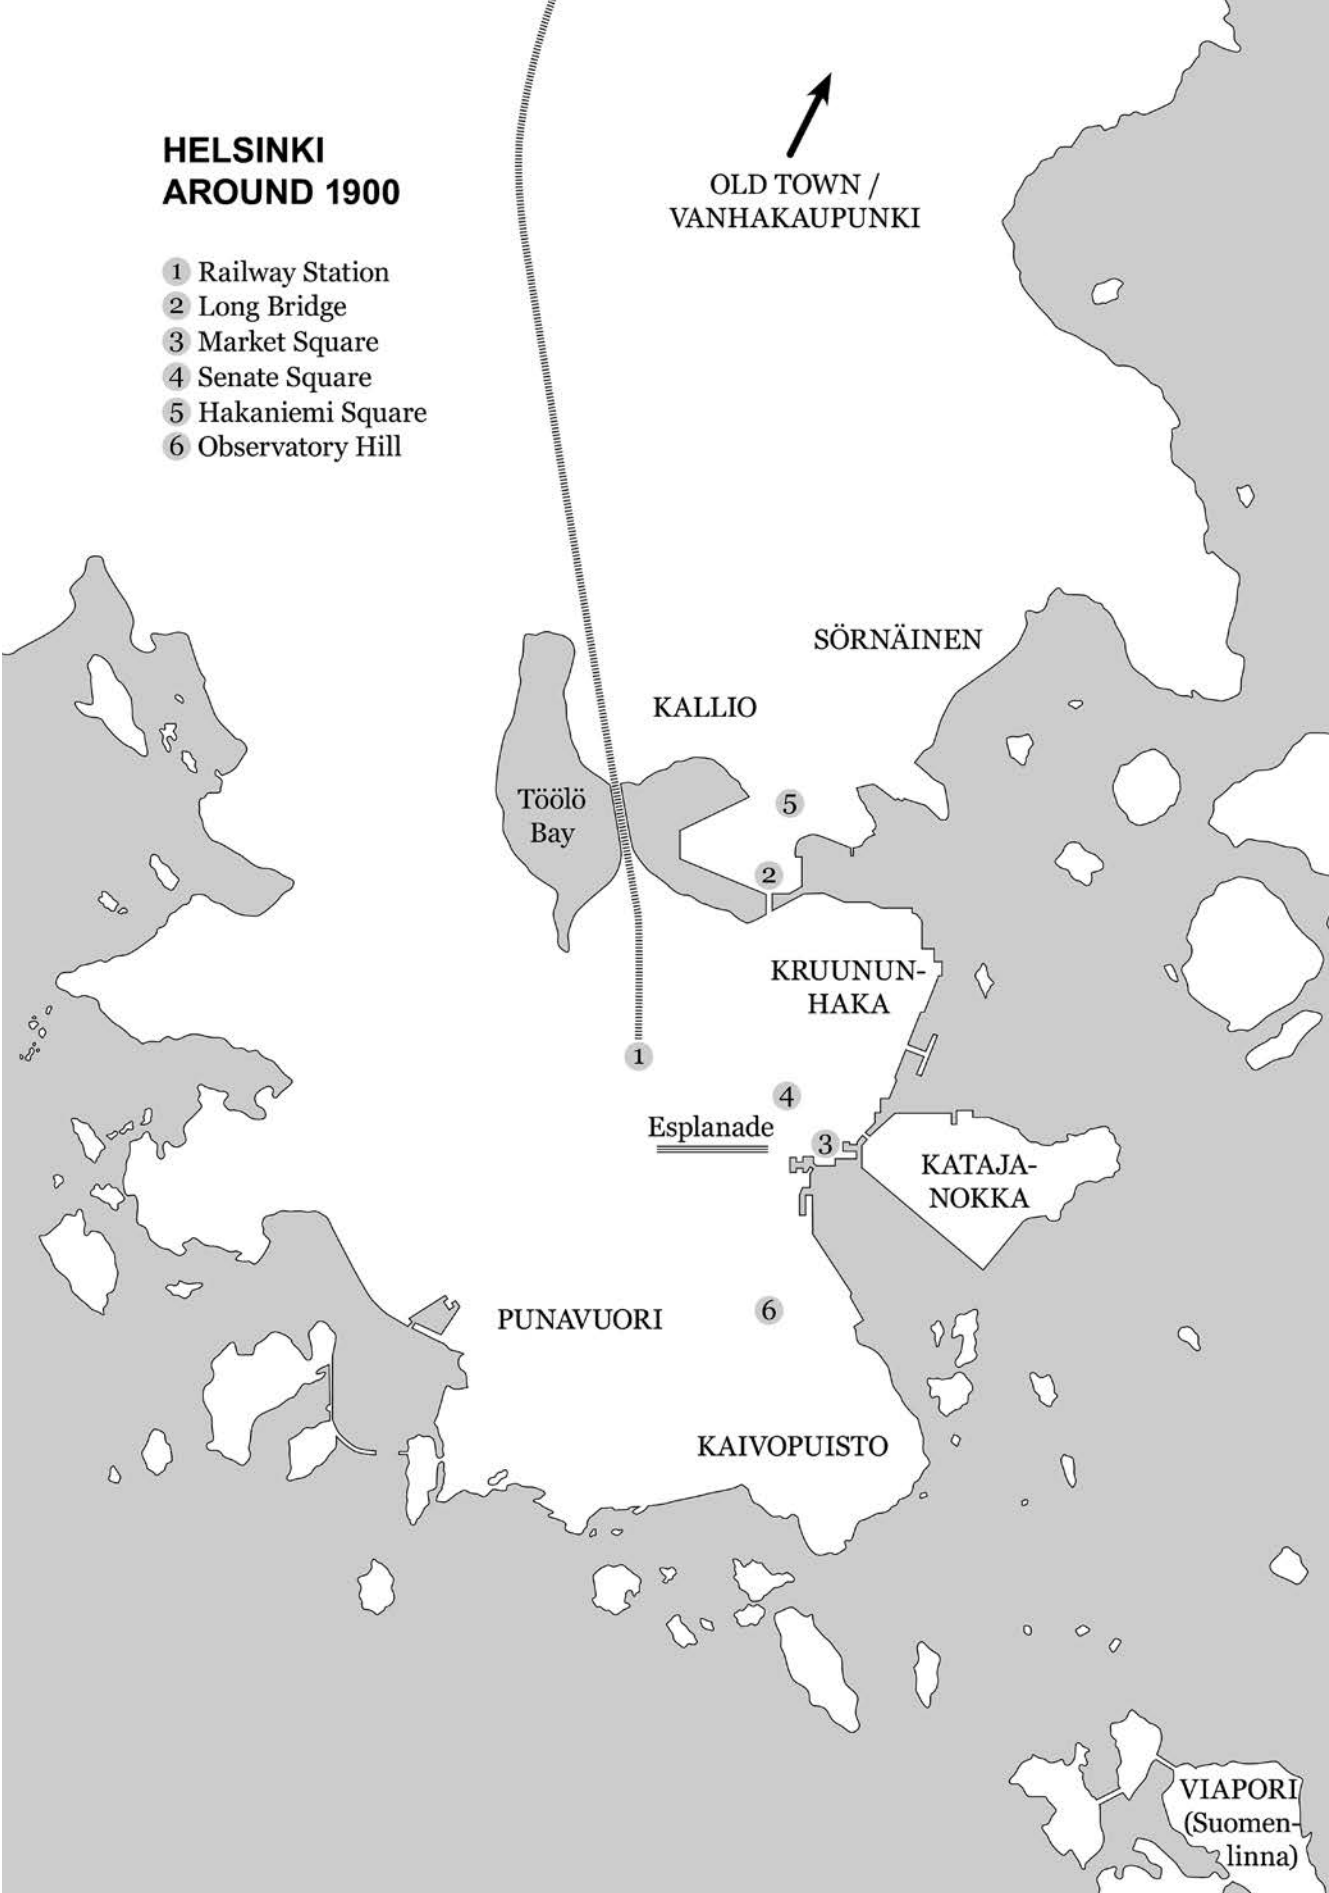 HELSINKI
AROUND 1900
1 Railway Station
2 Long Bridge
3 Market Square
4 Senate Square
5 Hakaniemi Square
6 Observatory Hill
OLD TOWN /
VANHAKAUPUNKI
SÖRNÄINEN
KALLIO
Töölö
Bay
5
2
KRUUNUN-
HAKA
1
4
Esplanade
3
KATAJA-
NOKKA
6
PUNAVUORI
KAIVOPUISTO
VIAPORI
(Suomen-
linna)